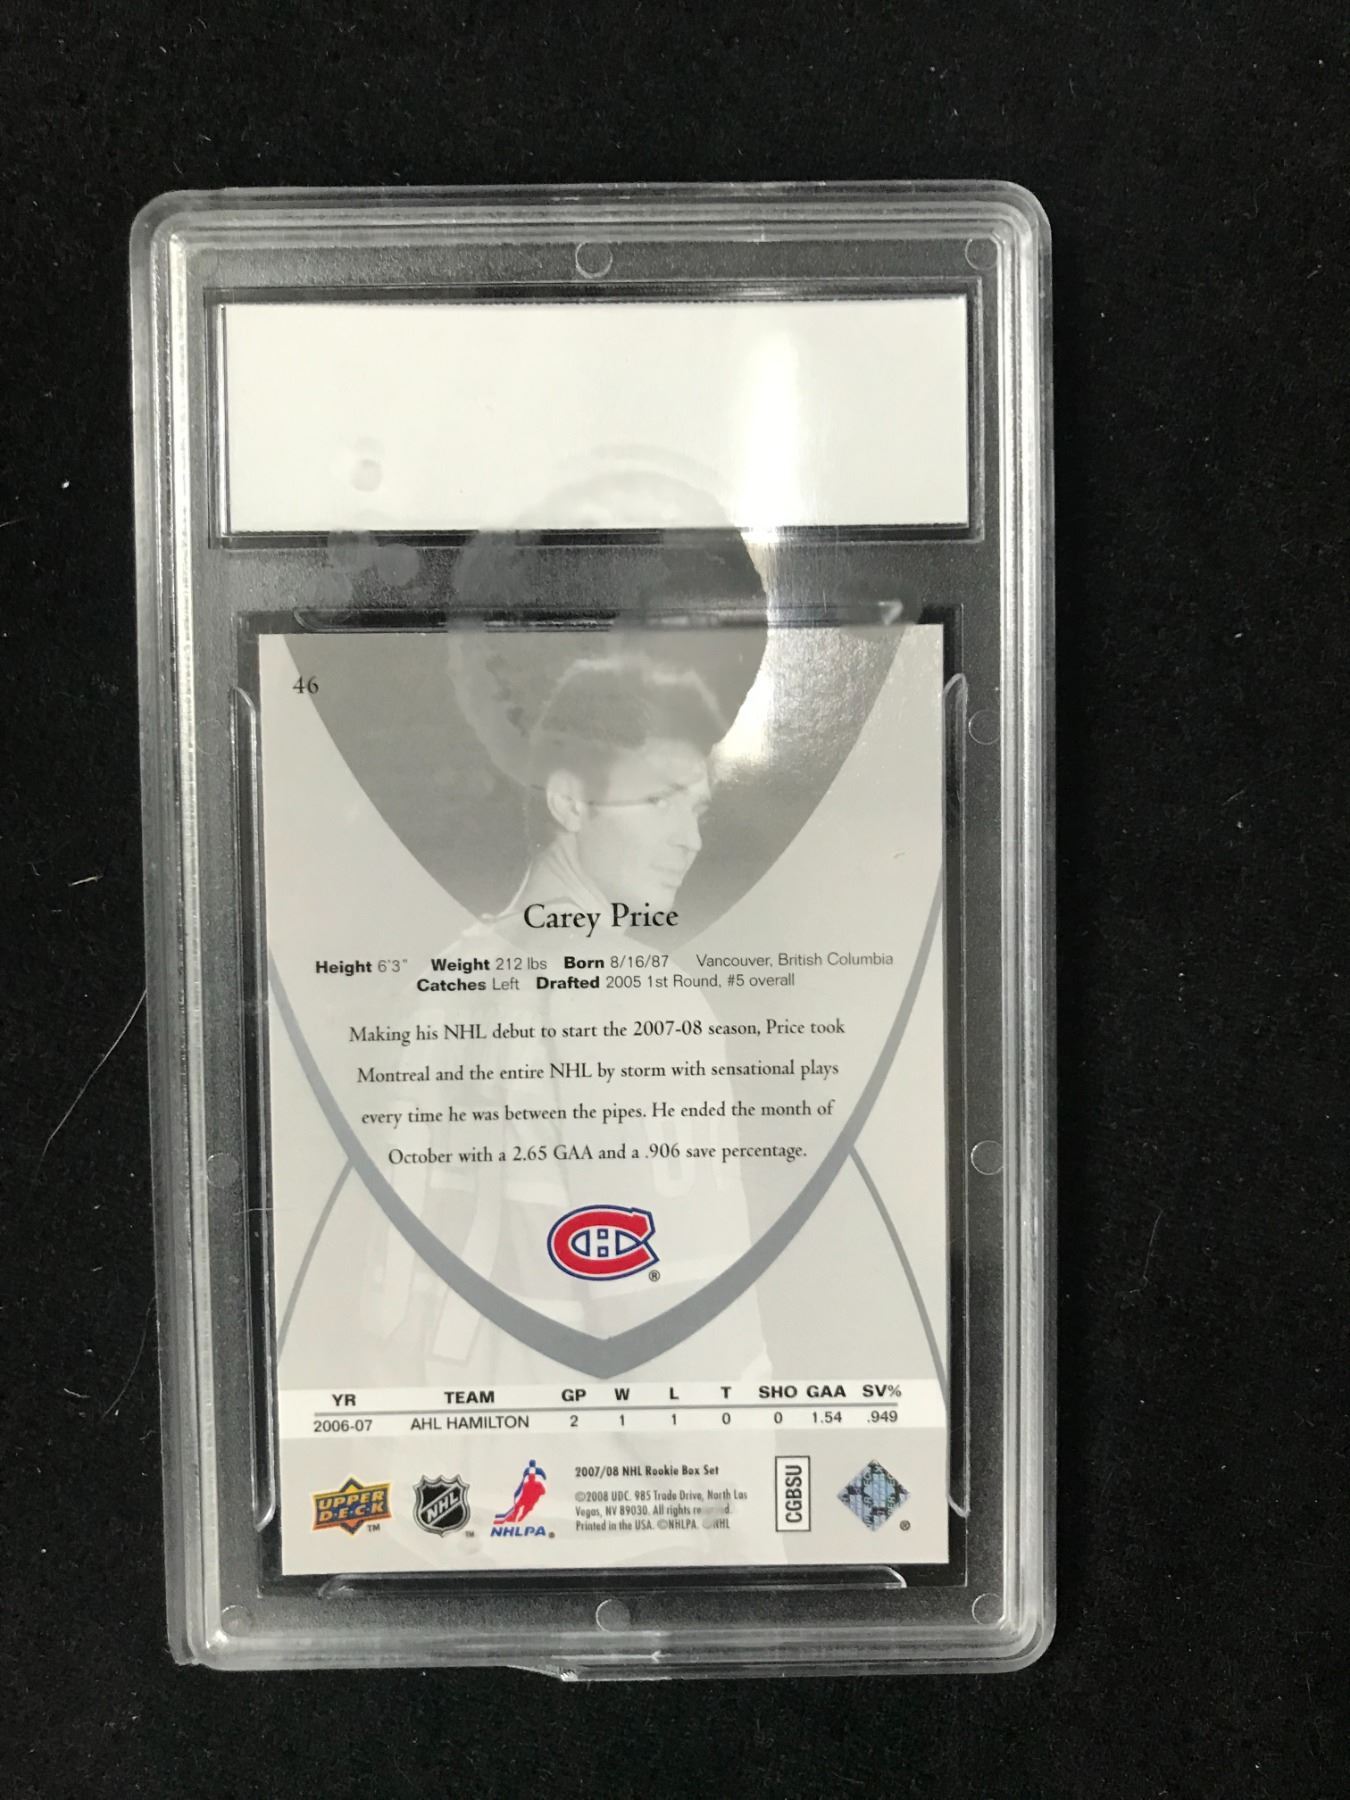 46
Carey Price
Height 6'3" Weight 212 lbs Born 8/16/87 Vancouver, British Columbia
Catches Left Drafted 2005 1st Round, #5 overall
Making his NHL debut to start the 2007-08 season, Price took
Montreal and the entire NHL by storm with sensational plays
every time he was between the pipes. He ended the month of
October with a 2.65 GAA and a .906 save percentage.
®
YR TEAM GP W L T SHO GAA SV%
2006-07 AHL HAMILTON 2 1 1 0 0 1.54 .949
UPPER
D·E·C·K
TM
NHL
TM
NHLPA®
2007/08 NHL Rookie Box Set
©2008 UDC. 985 Trade Drive, North Las
Vegas, NV 89030. All rights
Printed in the USA. ©NHLPA. ©NHL
CGBSU
®